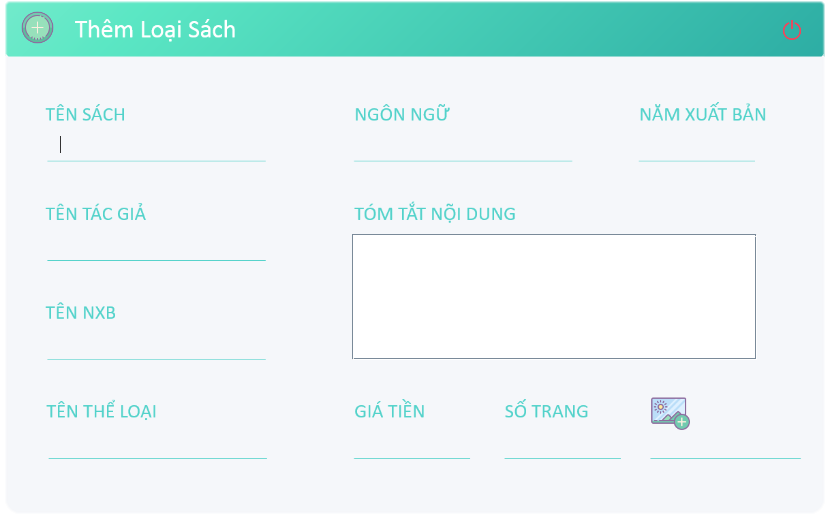 Thêm Loại Sách
TÊN SÁCH
NGÔN NGỮ
NĂM XUẤT BẢN
TÊN TÁC GIẢ
TÓM TẮT NỘI DUNG
TÊN NXB
TÊN THỂ LOẠI
GIÁ TIỀN
SỐ TRANG